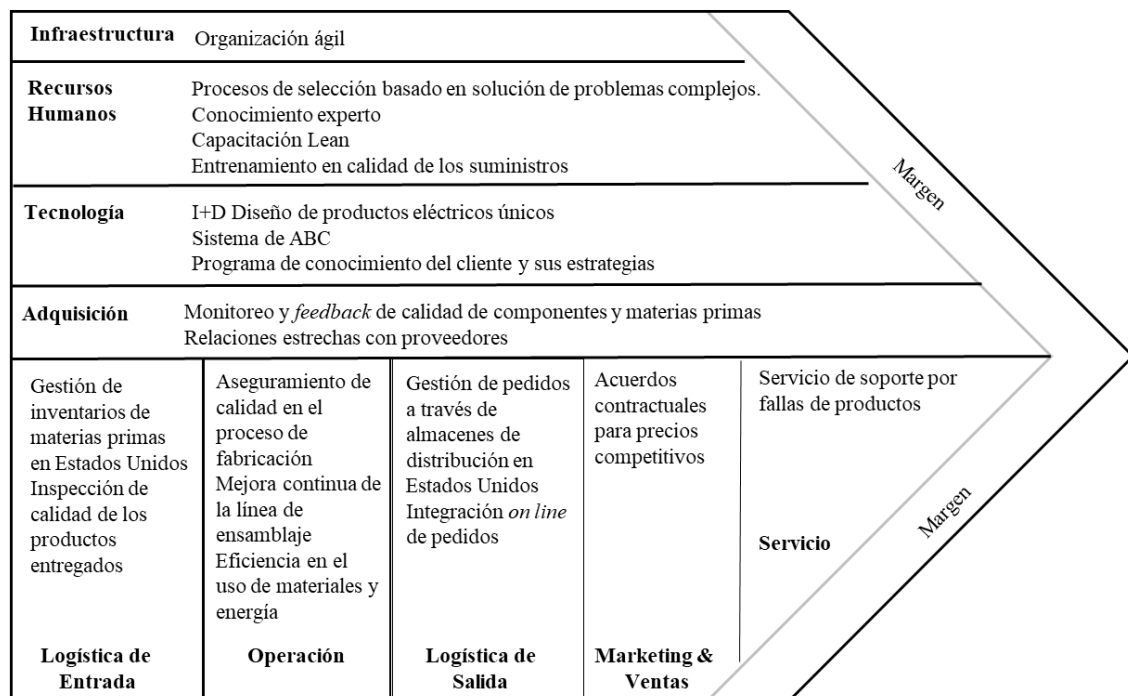 Infraestructura Organización ágil
Recursos Humanos
Procesos de selección basado en solución de problemas complejos.
Conocimiento experto
Capacitación Lean
Entrenamiento en calidad de los suministros
Tecnología
I+D Diseño de productos eléctricos únicos
Sistema de ABC
Programa de conocimiento del cliente y sus estrategias
Adquisición
Monitoreo y feedback de calidad de componentes y materias primas
Relaciones estrechas con proveedores
Margen
Gestión de
inventarios de
materias primas
en Estados Unidos
Inspección de
calidad de los
productos
entregados
Logística de
Entrada
Aseguramiento de
calidad en el
proceso de
fabricación
Mejora continua de
la línea de
ensamblaje
Eficiencia en el
uso de materiales y
energía
Operación
Gestión de pedidos
a través de
almacenes de
distribución en
Estados Unidos
Integración on line
de pedidos
Logística de
Salida
Acuerdos
contractuales
para precios
competitivos
Marketing &
Ventas
Servicio de soporte por
fallas de productos
Servicio
Margen